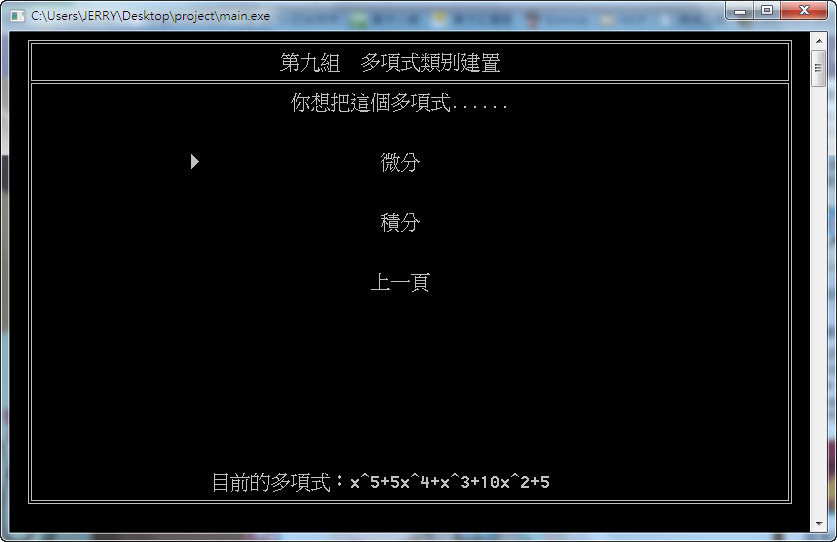 C:\Users\JERRY\Desktop\project\main.exe
第九組　多項式類別建置
你想把這個多項式......
微分
積分
上一頁
目前的多項式：x^5+5x^4+x^3+10x^2+5